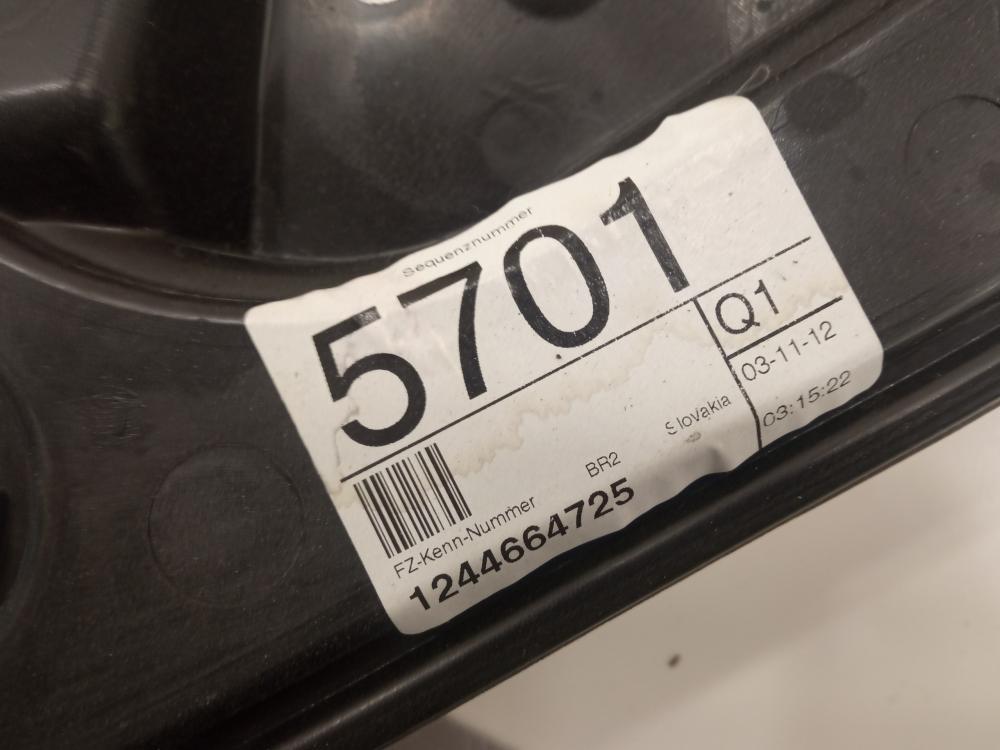 Sequenznummer
5701
Q1
03-11-12
03:15:22
Slovakia
BR2
FZ-Kenn-Nummer
1244664725